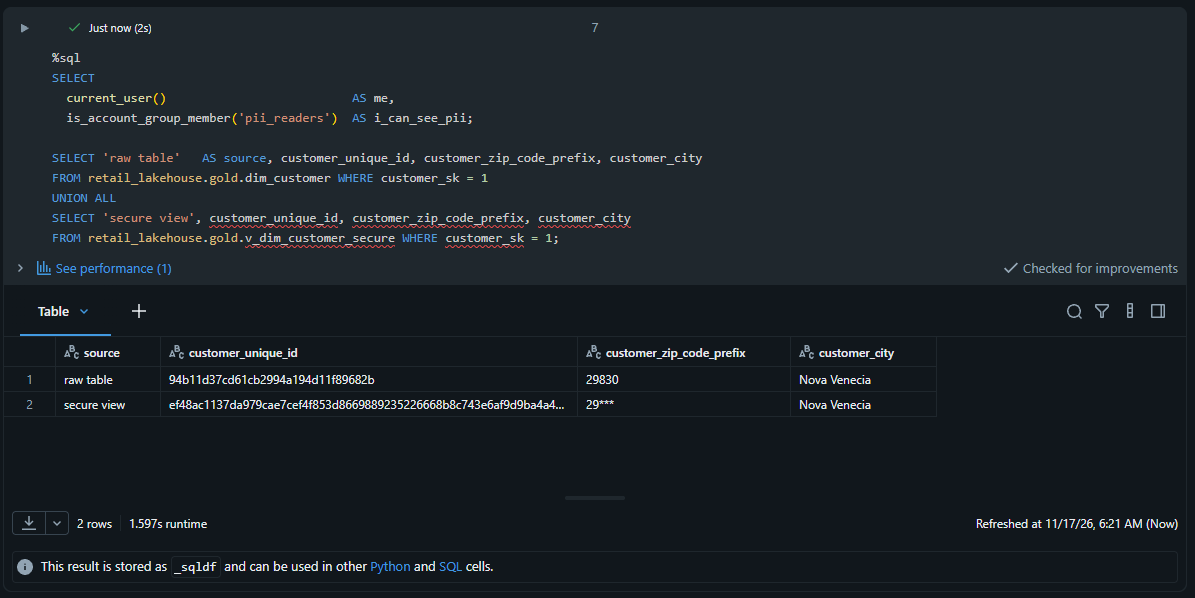 Just now (2s)
7
%sql
SELECT
current_user() AS me,
is_account_group_member('pii_readers') AS i_can_see_pii;
SELECT 'raw table' AS source, customer_unique_id, customer_zip_code_prefix, customer_city
FROM retail_lakehouse.gold.dim_customer WHERE customer_sk = 1
UNION ALL
SELECT 'secure view', customer_unique_id, customer_zip_code_prefix, customer_city
FROM retail_lakehouse.gold.v_dim_customer_secure WHERE customer_sk = 1;
See performance (1)
Checked for improvements
Table
source customer_unique_id customer_zip_code_prefix customer_city
1 raw table 94b11d37cd61cb2994a194d11f89682b 29830 Nova Venecia
2 secure view ef48ac1137da979cae7cef4f853d8669889235226668b8c743e6af9d9ba4a4... 29*** Nova Venecia
2 rows 1.597s runtime
Refreshed at 11/17/26, 6:21 AM (Now)
This result is stored as _sqldf and can be used in other Python and SQL cells.